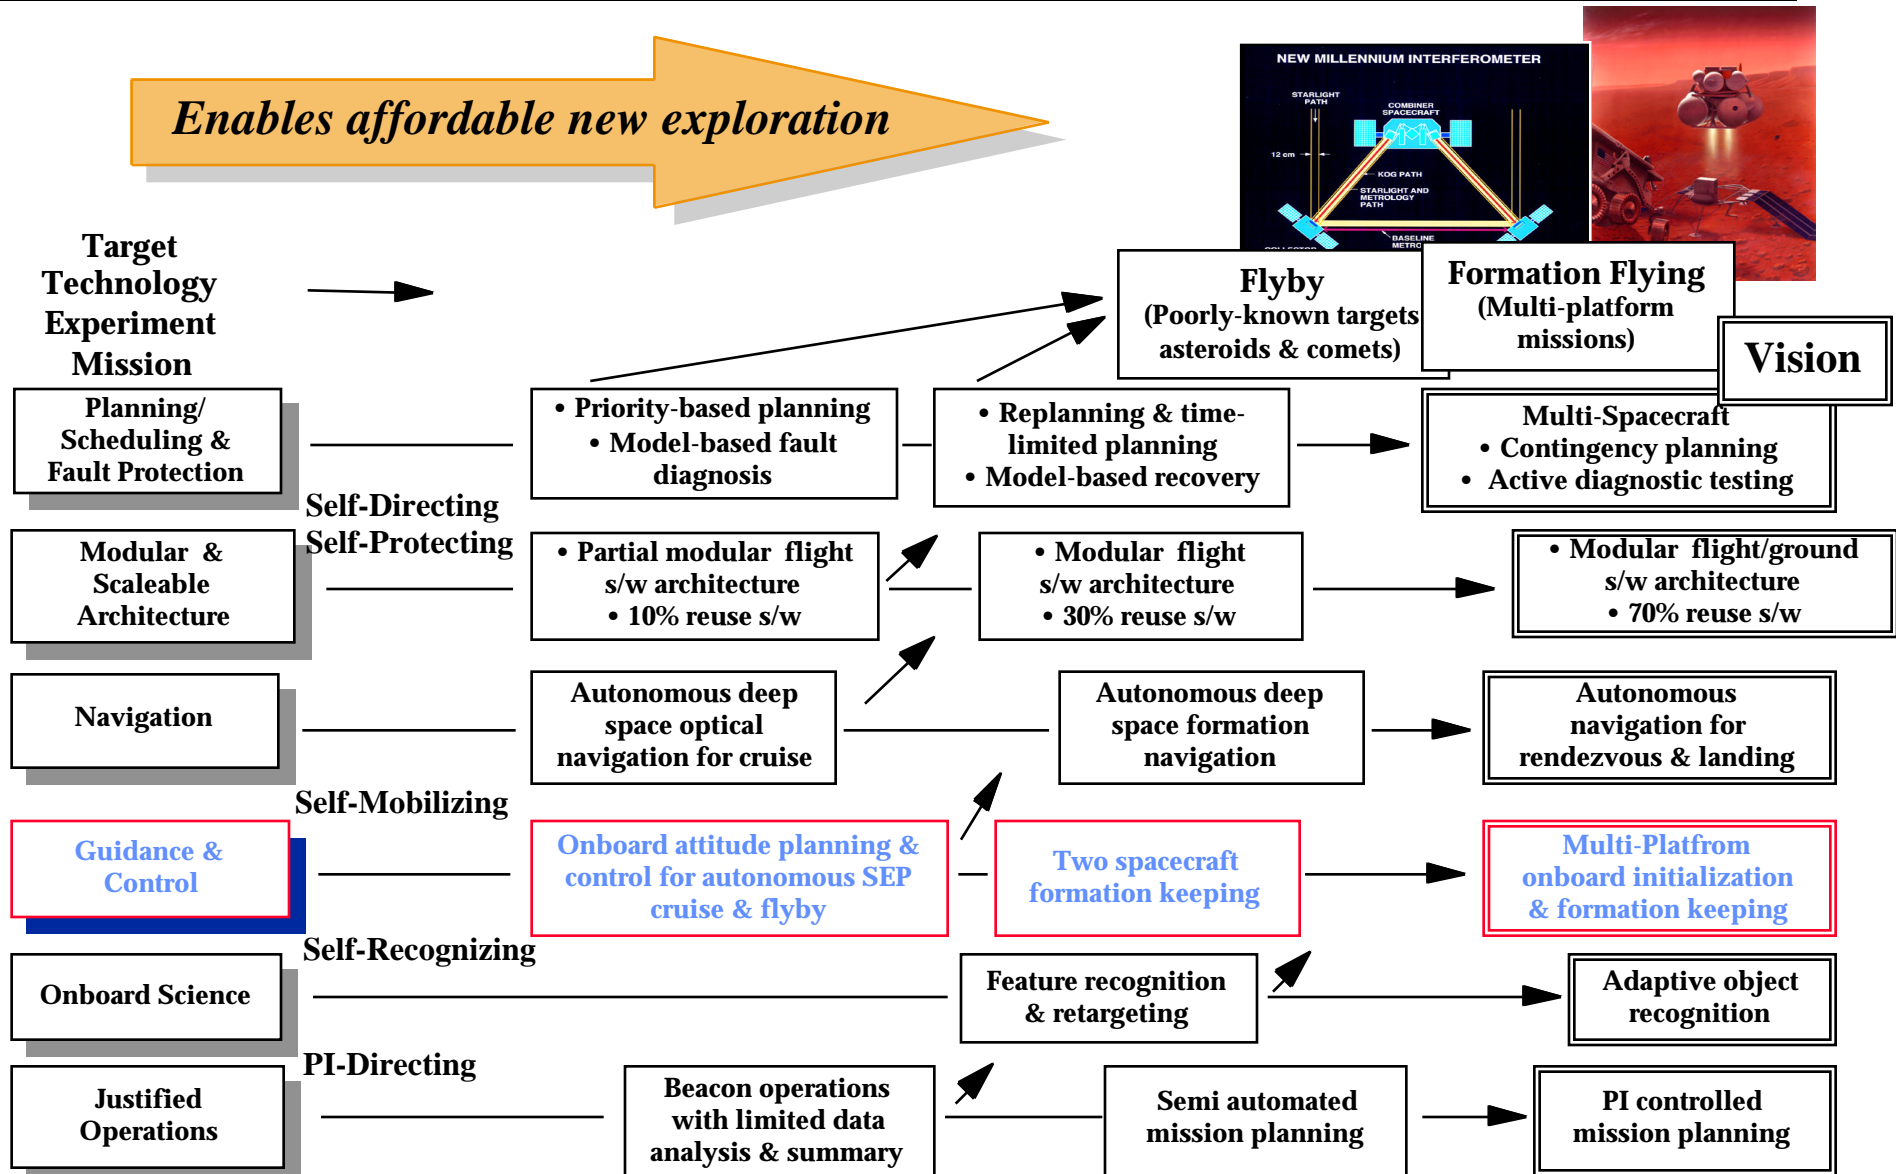 Enables affordable new exploration
NEW MILLENNIUM INTERFEROMETER
STARLIGHT
PATH
COMBINER
SPACECRAFT
12 cm
KOG PATH
STARLIGHT AND
METROLOGY
PATH
BASELINE
Target
Technology
Experiment
Mission
Flyby
(Poorly-known targets
asteroids & comets)
Formation Flying
(Multi-platform
missions)
Vision
Planning/
Scheduling &
Fault Protection
• Priority-based planning
• Model-based fault
diagnosis
• Replanning & time-
limited planning
• Model-based recovery
Multi-Spacecraft
• Contingency planning
• Active diagnostic testing
Self-Directing
Self-Protecting
Modular & 
Scaleable
Architecture
• Partial modular flight
s/w architecture
• 10% reuse s/w
• Modular flight
s/w architecture
• 30% reuse s/w
• Modular flight/ground
s/w architecture
• 70% reuse s/w
Navigation
Autonomous deep
space optical
navigation for cruise
Autonomous deep
space formation
navigation
Autonomous
navigation for
rendezvous & landing
Self-Mobilizing
Guidance &
Control
Onboard attitude planning &
control for autonomous SEP
cruise & flyby
Two spacecraft
formation keeping
Multi-Platfrom
onboard initialization
& formation keeping
Self-Recognizing
Onboard Science
Feature recognition
& retargeting
Adaptive object
recognition
PI-Directing
Justified
Operations
Beacon operations
with limited data
analysis & summary
Semi automated
mission planning
PI controlled
mission planning